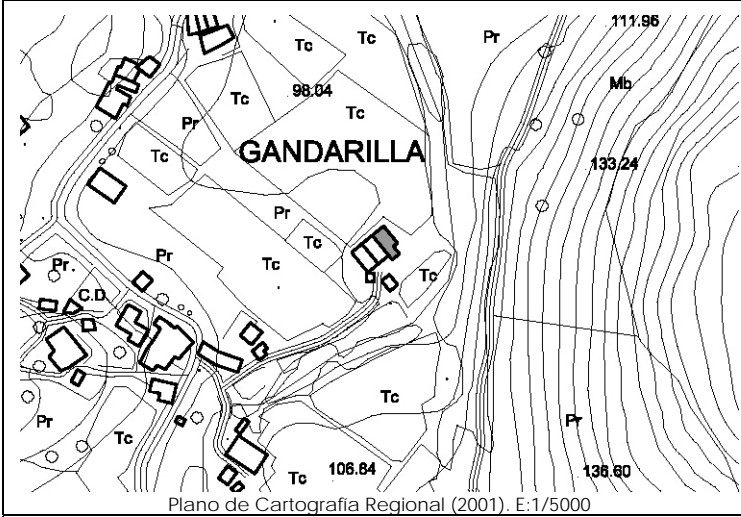 111.96
Pr
Tc
Tc
Mb
98.04
Tc
Tc
Pr
GANDARILLA
Tc
133.24
Pr
Tc
Pr
Pr.
Tc
Tc
C.D
Tc
Pr
Tc
Pr
Tc
106.64
136.60
Plano de Cartografía Regional (2001). E:1/5000